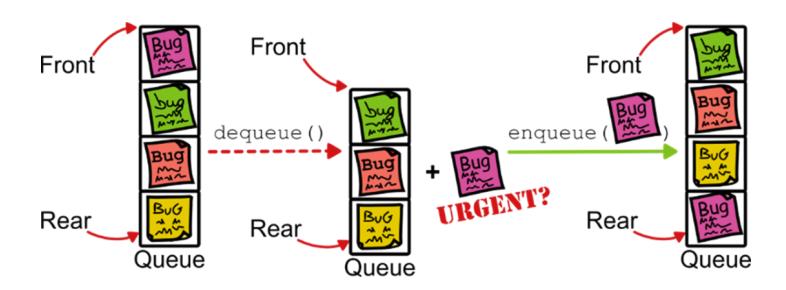 Front
Bug
bug
Bug
BUG
Rear
Queue
dequeue()
Front
bug
Bug
BUG
Rear
Queue
+
Bug
URGENT?
enqueue( Bug )
Front
bug
Bug
BUG
Bug
Rear
Queue